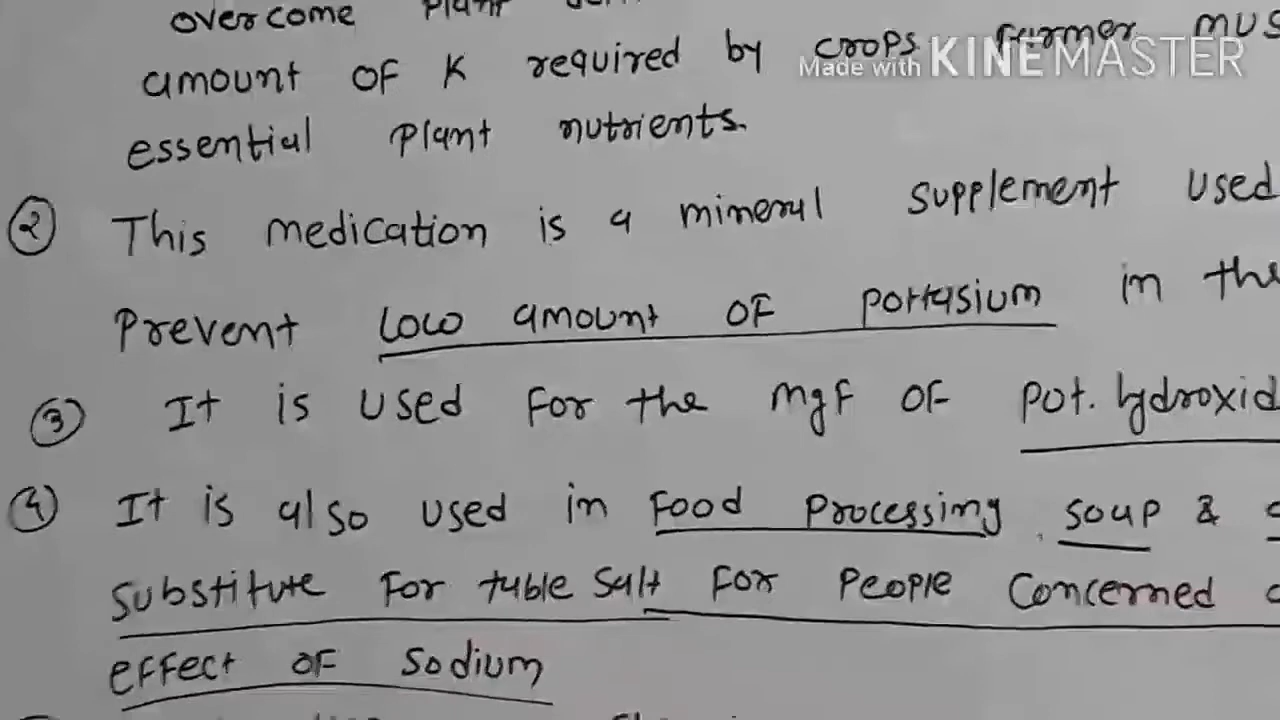 overcome plant
amount of K required by crops farmer mus
Made with KINEMASTER
essential plant nutrients.
② This medication is a mineral supplement used
Prevent low amount of portasium in the
③ It is used for the mgf of pot. hydroxid
④ It is also used in food processing, soup &
substitute for table salt for people concerned
effect of sodium